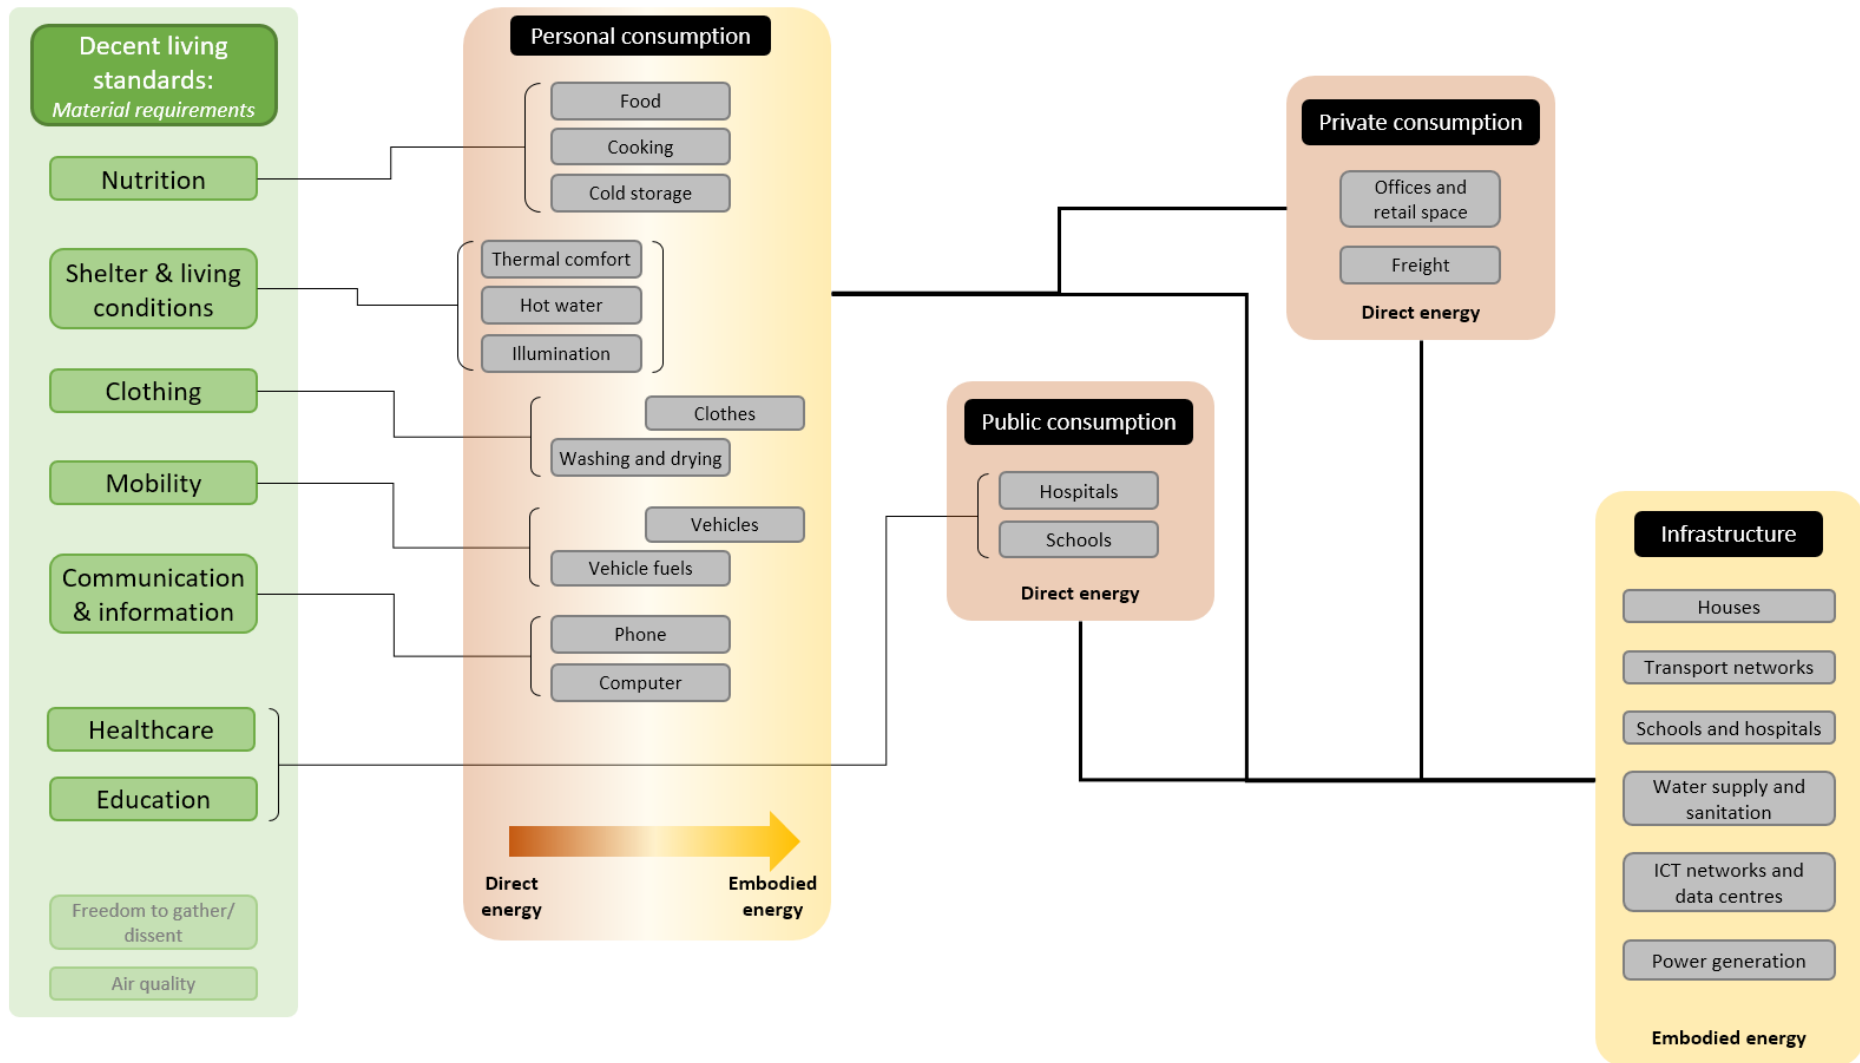 Decent living
standards:
Material requirements
Nutrition
Shelter & living
conditions
Clothing
Mobility
Communication
& information
Healthcare
Education
Freedom to gather/
dissent
Air quality
Personal consumption
Food
Cooking
Cold storage
Thermal comfort
Hot water
Illumination
Clothes
Washing and drying
Vehicles
Vehicle fuels
Phone
Computer
Direct
energy
Embodied
energy
Public consumption
Hospitals
Schools
Direct energy
Private consumption
Offices and
retail space
Freight
Direct energy
Infrastructure
Houses
Transport networks
Schools and hospitals
Water supply and
sanitation
ICT networks and
data centres
Power generation
Embodied energy